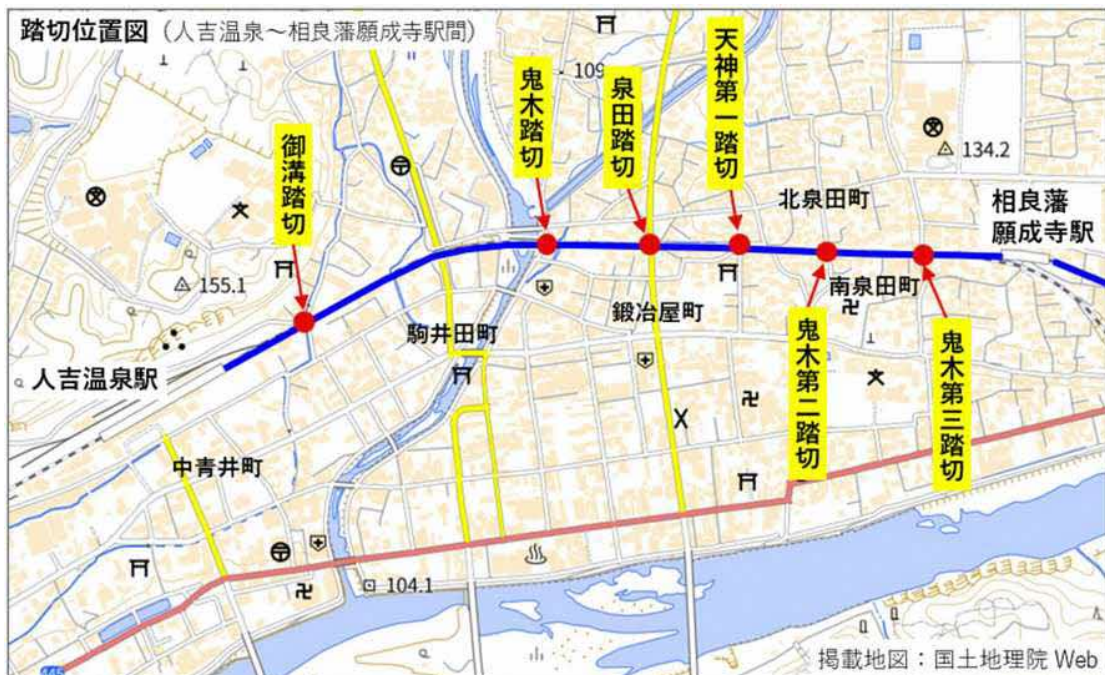 踏切位置図 (人吉温泉~相良藩願成寺駅間)
109
御溝踏切
鬼木踏切
泉田踏切
天神第一踏切
134.2
北泉田町
相良藩
願成寺駅
155.1
南泉田町
鍛冶屋町
駒井田町
人吉温泉駅
鬼木第二踏切
鬼木第三踏切
中青井町
104.1
445
掲載地図:国土地理院 Web